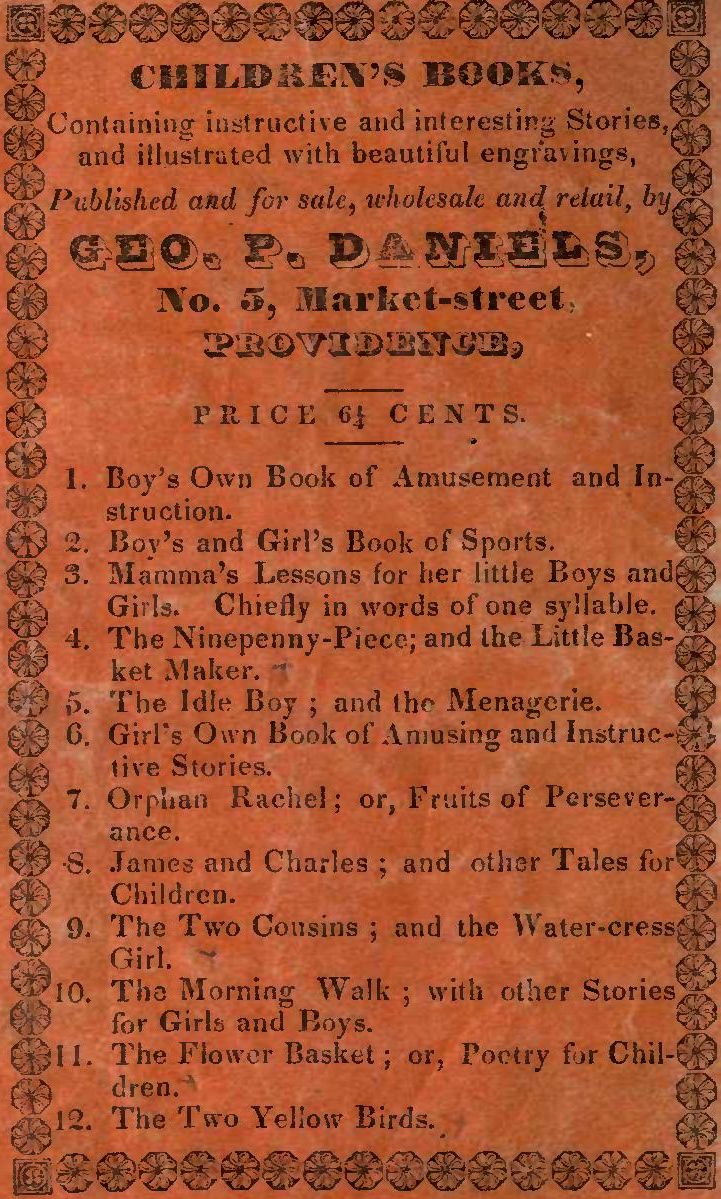 CHILDREN'S BOOKS,
Containing instructive and interesting Stories,
and illustrated with beautiful engravings,
Published and for sale, wholesale and retail, by
GEO. P. DANIELS,
No. 5, Market-street,
PROVIDENCE,
PRICE 6¼ CENTS.
1. Boy's Own Book of Amusement and In-
struction.
2. Boy's and Girl's Book of Sports.
3. Mamma's Lessons for her little Boys and
Girls. Chiefly in words of one syllable.
4. The Ninepenny-Piece; and the Little Bas-
ket Maker.
5. The Idle Boy ; and the Menagerie.
6. Girl's Own Book of Amusing and Instruc-
tive Stories.
7. Orphan Rachel ; or, Fruits of Persever-
ance.
8. James and Charles ; and other Tales for
Children.
9. The Two Cousins ; and the Water-cress
Girl.
10. The Morning Walk ; with other Stories
for Girls and Boys.
11. The Flower Basket ; or, Poetry for Chil-
dren.
12. The Two Yellow Birds.